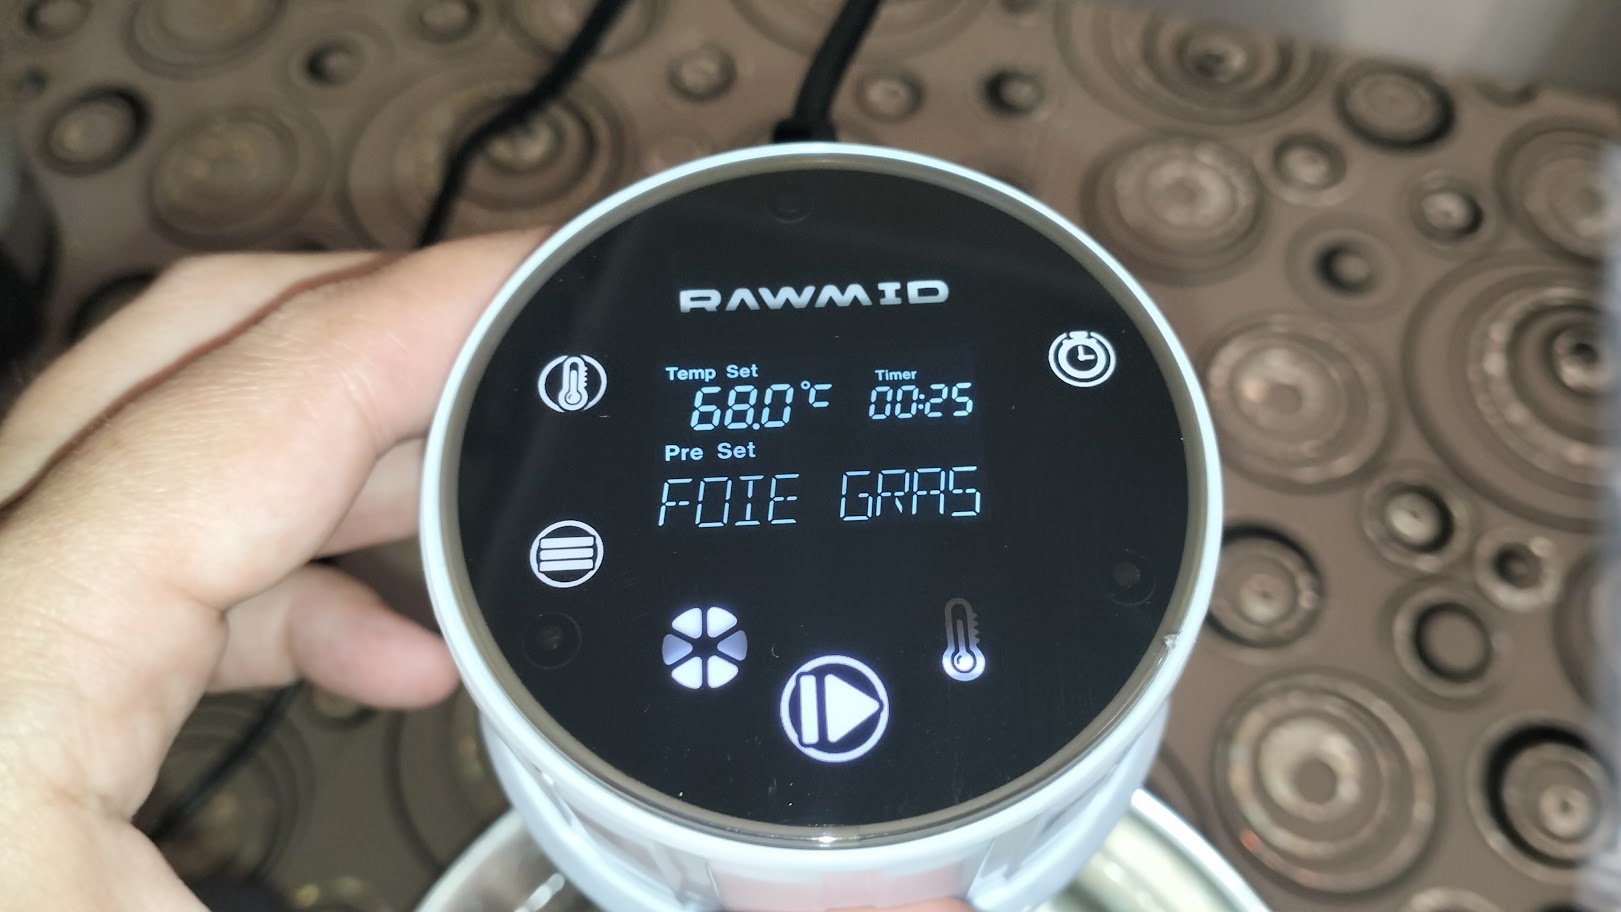 RAWMID
Temp Set
Timer
68.0°C
00:25
Pre Set
FOIE GRAS